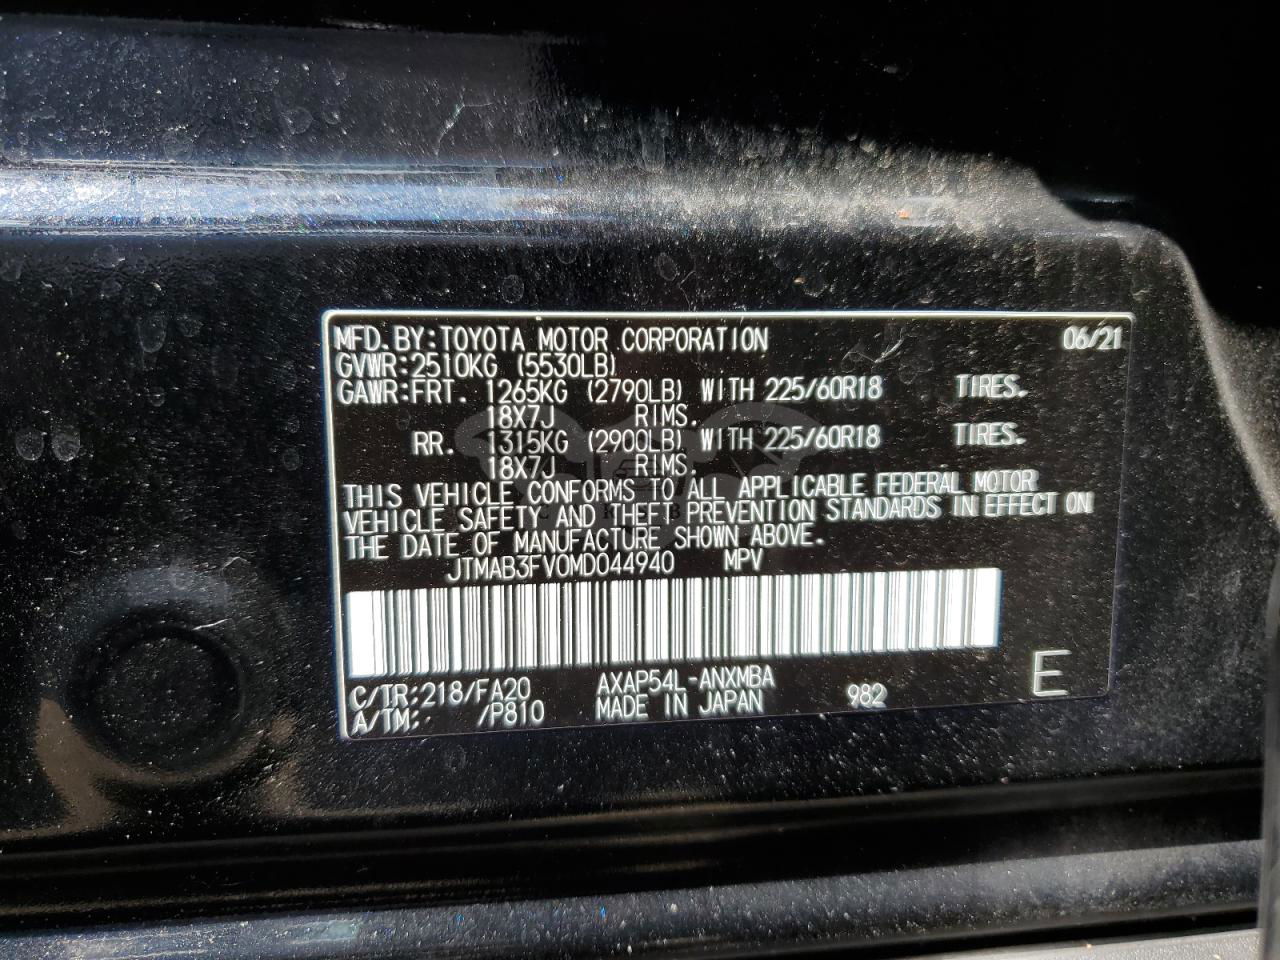 MFD.BY:TOYOTA MOTOR CORPORATION 06/21
GVWR:2510KG (5530LB)
GAWR:FRT. 1265KG (2790LB) WITH 225/60R18 TIRES.
18X7J RIMS.
RR. 1315KG (2900LB) WITH 225/60R18 TIRES.
18X7J RIMS.
THIS VEHICLE CONFORMS TO ALL APPLICABLE FEDERAL MOTOR
VEHICLE SAFETY AND THEFT PREVENTION STANDARDS IN EFFECT ON
THE DATE OF MANUFACTURE SHOWN ABOVE.
JTMAB3FV0MD044940 MPV
C/TR:218/FA20 AXAP54L-ANXMBA
A/TM: - /P810 MADE IN JAPAN 982 E